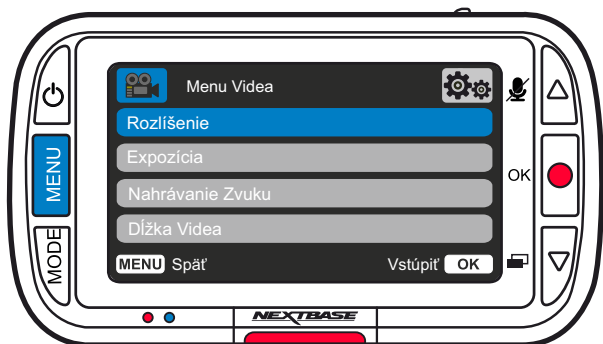 Menu Videa
Rozlíšenie
Expozícia
Nahrávanie Zvuku
Dĺžka Videa
MENU Späť
Vstúpiť OK
MENU
MODE
OK
NEXTBASE